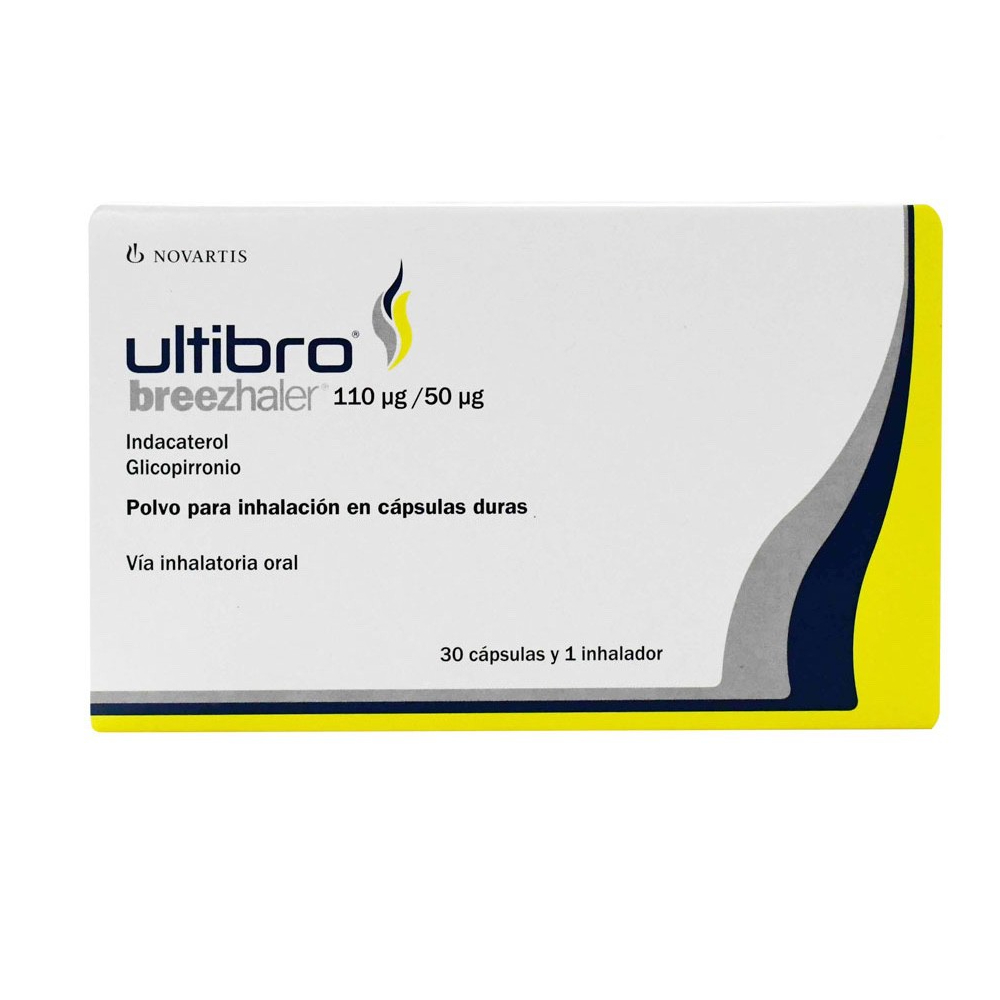 NOVARTIS
ultibro®
breezhaler® 110 µg/50 µg
Indacaterol
Glicopirronio
Polvo para inhalación en cápsulas duras
Vía inhalatoria oral
30 cápsulas y 1 inhalador